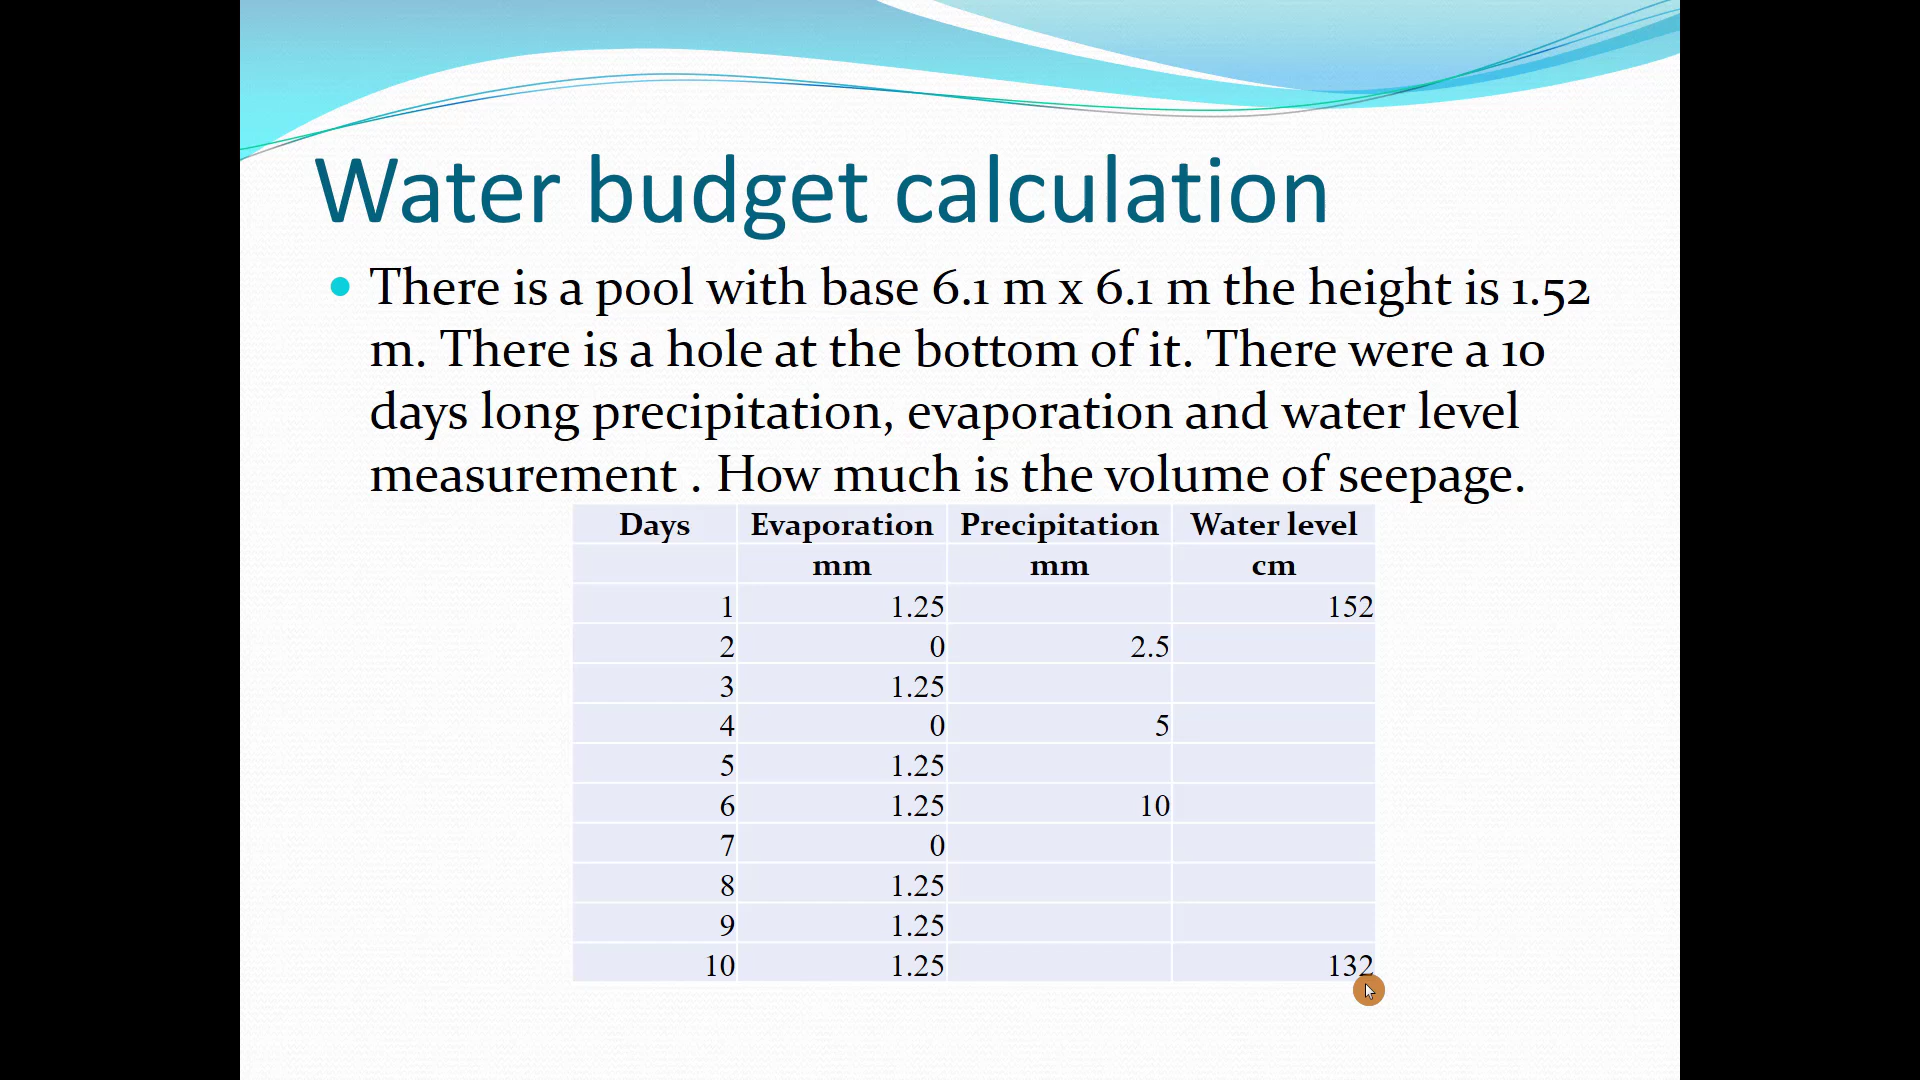 Water budget calculation
There is a pool with base 6.1 m x 6.1 m the height is 1.52
m. There is a hole at the bottom of it. There were a 10
days long precipitation, evaporation and water level
measurement . How much is the volume of seepage.
Days Evaporation Precipitation Water level
mm mm cm
1 1.25 152
2 0 2.5
3 1.25
4 0 5
5 1.25
6 1.25 10
7 0
8 1.25
9 1.25
10 1.25 132